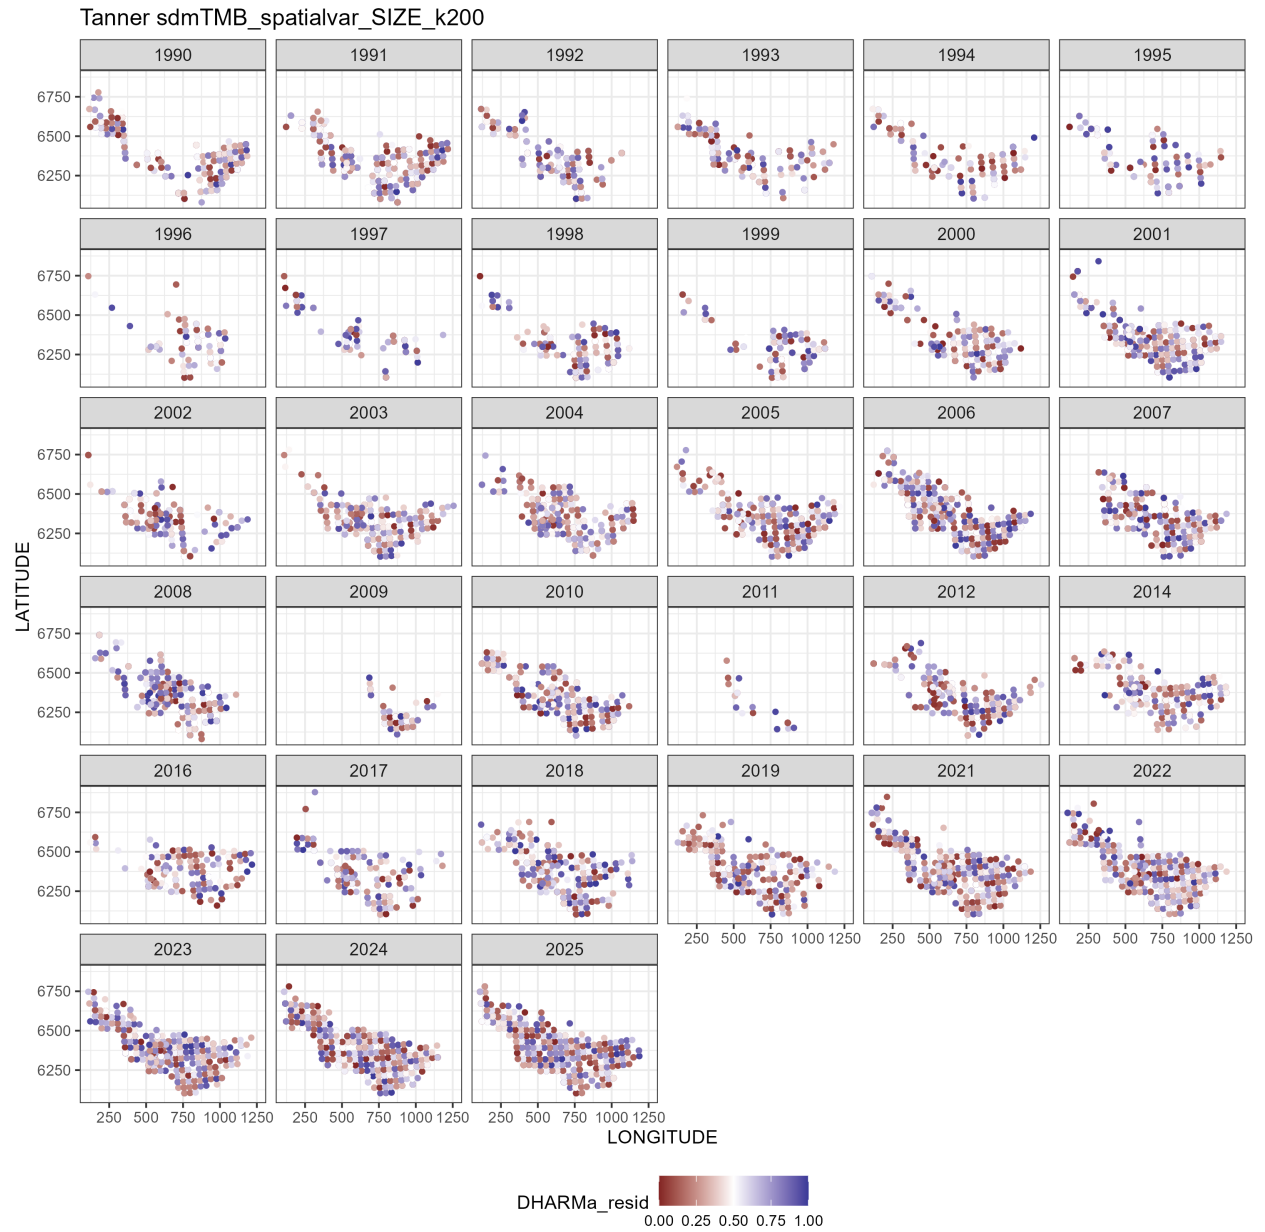 Tanner sdmTMB_spatialvar_SIZE_k200
1990 1991 1992 1993 1994 1995
6750
6500
6250
1996 1997 1998 1999 2000 2001
6750
6500
6250
2002 2003 2004 2005 2006 2007
6750
6500
6250
LATITUDE
2008 2009 2010 2011 2012 2014
6750
6500
6250
2016 2017 2018 2019 2021 2022
6750
6500
6250
250 500 750 1000 1250 250 500 750 1000 1250 250 500 750 1000 1250
2023 2024 2025
6750
6500
6250
250 500 750 1000 1250 250 500 750 1000 1250 250 500 750 1000 1250
LONGITUDE
DHARMa_resid
0.00 0.25 0.50 0.75 1.00